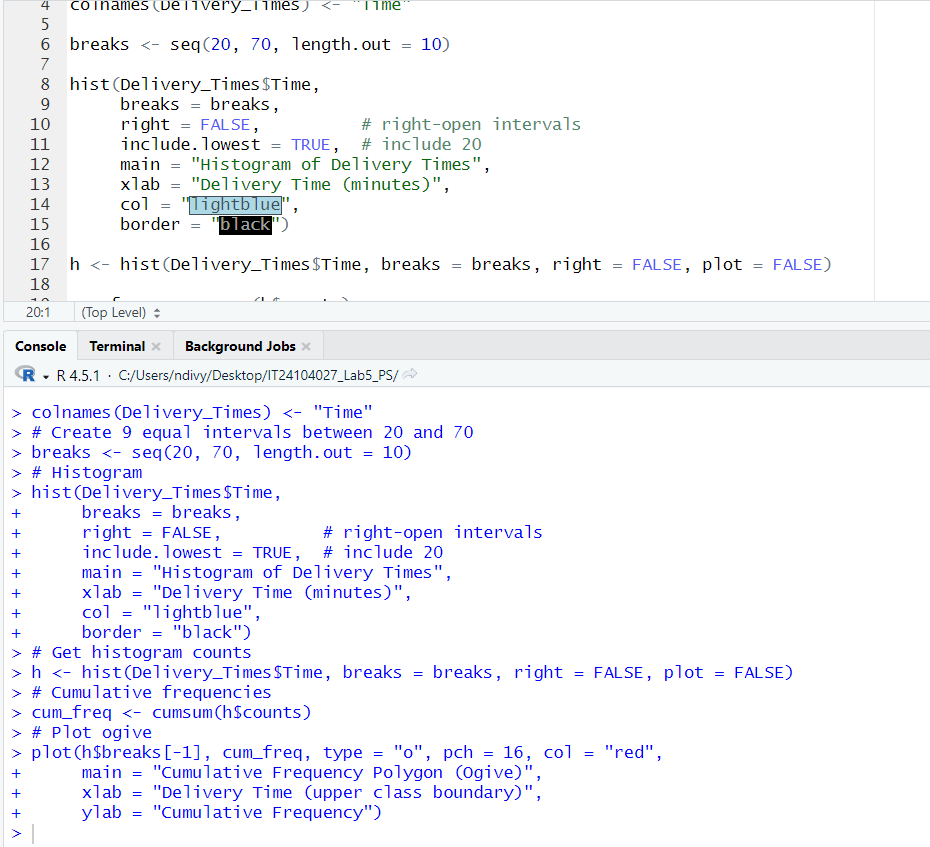 4 colnames(Delivery_Times) <- "Time"
5
6 breaks <- seq(20, 70, length.out = 10)
7
8 hist(Delivery_Times$Time,
9 breaks = breaks,
10 right = FALSE, # right-open intervals
11 include.lowest = TRUE, # include 20
12 main = "Histogram of Delivery Times",
13 xlab = "Delivery Time (minutes)",
14 col = "lightblue",
15 border = "black")
16
17 h <- hist(Delivery_Times$Time, breaks = breaks, right = FALSE, plot = FALSE)
18
20:1 (Top Level)
Console Terminal Background Jobs
R R 4.5.1 · C:/Users/ndivy/Desktop/IT24104027_Lab5_PS/
> colnames(Delivery_Times) <- "Time"
> # Create 9 equal intervals between 20 and 70
> breaks <- seq(20, 70, length.out = 10)
> # Histogram
> hist(Delivery_Times$Time,
+ breaks = breaks,
+ right = FALSE, # right-open intervals
+ include.lowest = TRUE, # include 20
+ main = "Histogram of Delivery Times",
+ xlab = "Delivery Time (minutes)",
+ col = "lightblue",
+ border = "black")
> # Get histogram counts
> h <- hist(Delivery_Times$Time, breaks = breaks, right = FALSE, plot = FALSE)
> # Cumulative frequencies
> cum_freq <- cumsum(h$counts)
> # Plot ogive
> plot(h$breaks[-1], cum_freq, type = "o", pch = 16, col = "red",
+ main = "Cumulative Frequency Polygon (Ogive)",
+ xlab = "Delivery Time (upper class boundary)",
+ ylab = "Cumulative Frequency")
>